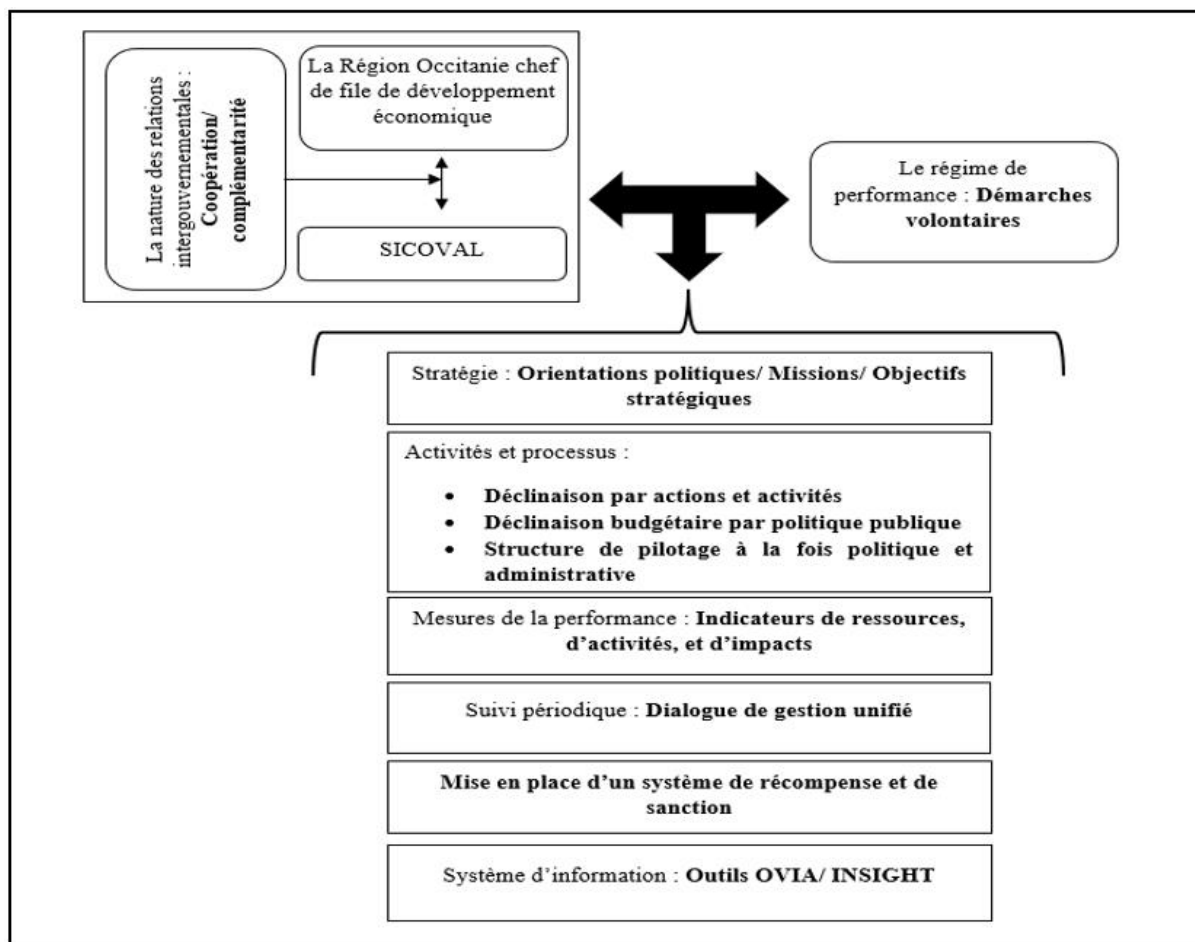 La nature des relations
intergouvernementales :
Coopération/
complémentarité
La Région Occitanie chef
de file de développement
économique
SICOVAL
Le régime de
performance : Démarches
volontaires
Stratégie : Orientations politiques/ Missions/ Objectifs
stratégiques
Activités et processus :
• Déclinaison par actions et activités
• Déclinaison budgétaire par politique publique
• Structure de pilotage à la fois politique et
administrative
Mesures de la performance : Indicateurs de ressources,
d’activités, et d’impacts
Suivi périodique : Dialogue de gestion unifié
Mise en place d’un système de récompense et de
sanction
Système d’information : Outils OVIA/ INSIGHT